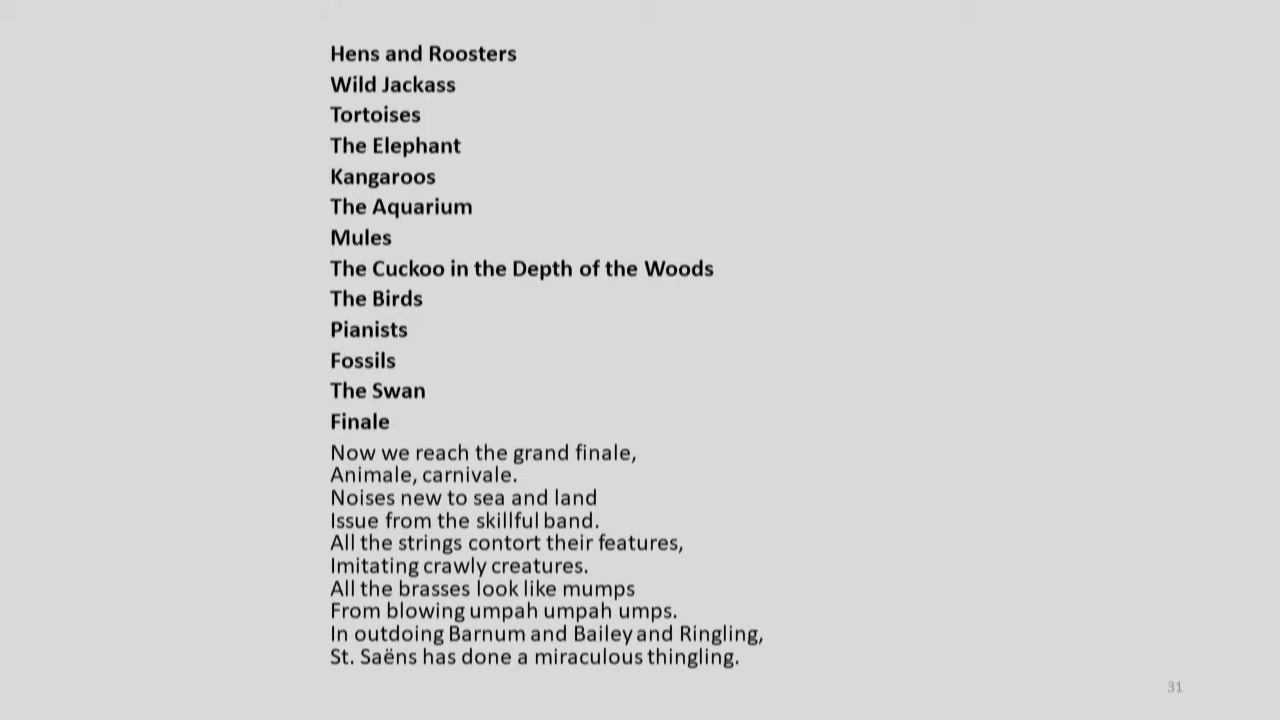 Hens and Roosters
Wild Jackass
Tortoises
The Elephant
Kangaroos
The Aquarium
Mules
The Cuckoo in the Depth of the Woods
The Birds
Pianists
Fossils
The Swan
Finale
Now we reach the grand finale,
Animale, carnivale.
Noises new to sea and land
Issue from the skillful band.
All the strings contort their features,
Imitating crawly creatures.
All the brasses look like mumps
From blowing umpah umpah umps.
In outdoing Barnum and Bailey and Ringling,
St. Saëns has done a miraculous thingling.
31